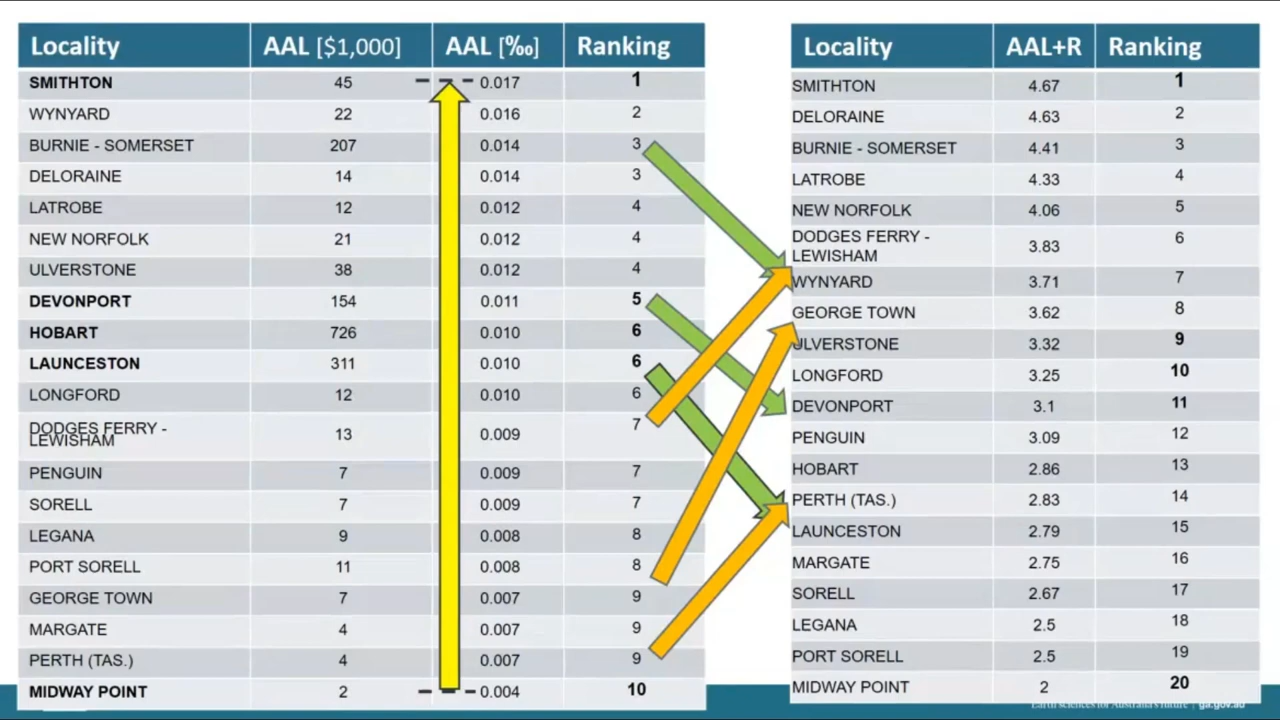 Locality AAL [$1,000] AAL [‰] Ranking
SMITHTON 45 0.017 1
WYNYARD 22 0.016 2
BURNIE - SOMERSET 207 0.014 3
DELORAINE 14 0.014 3
LATROBE 12 0.012 4
NEW NORFOLK 21 0.012 4
ULVERSTONE 38 0.012 4
DEVONPORT 154 0.011 5
HOBART 726 0.010 6
LAUNCESTON 311 0.010 6
LONGFORD 12 0.010 6
DODGES FERRY -
LEWISHAM 13 0.009 7
PENGUIN 7 0.009 7
SORELL 7 0.009 7
LEGANA 9 0.008 8
PORT SORELL 11 0.008 8
GEORGE TOWN 7 0.007 9
MARGATE 4 0.007 9
PERTH (TAS.) 4 0.007 9
MIDWAY POINT 2 0.004 10
Locality AAL+R Ranking
SMITHTON 4.67 1
DELORAINE 4.63 2
BURNIE - SOMERSET 4.41 3
LATROBE 4.33 4
NEW NORFOLK 4.06 5
DODGES FERRY -
LEWISHAM 3.83 6
WYNYARD 3.71 7
GEORGE TOWN 3.62 8
ULVERSTONE 3.32 9
LONGFORD 3.25 10
DEVONPORT 3.1 11
PENGUIN 3.09 12
HOBART 2.86 13
PERTH (TAS.) 2.83 14
LAUNCESTON 2.79 15
MARGATE 2.75 16
SORELL 2.67 17
LEGANA 2.5 18
PORT SORELL 2.5 19
MIDWAY POINT 2 20
Earth sciences for Australia's future | ga.gov.au